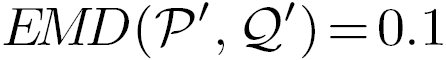 EMD(𝒫′, 𝒬′) = 0.1